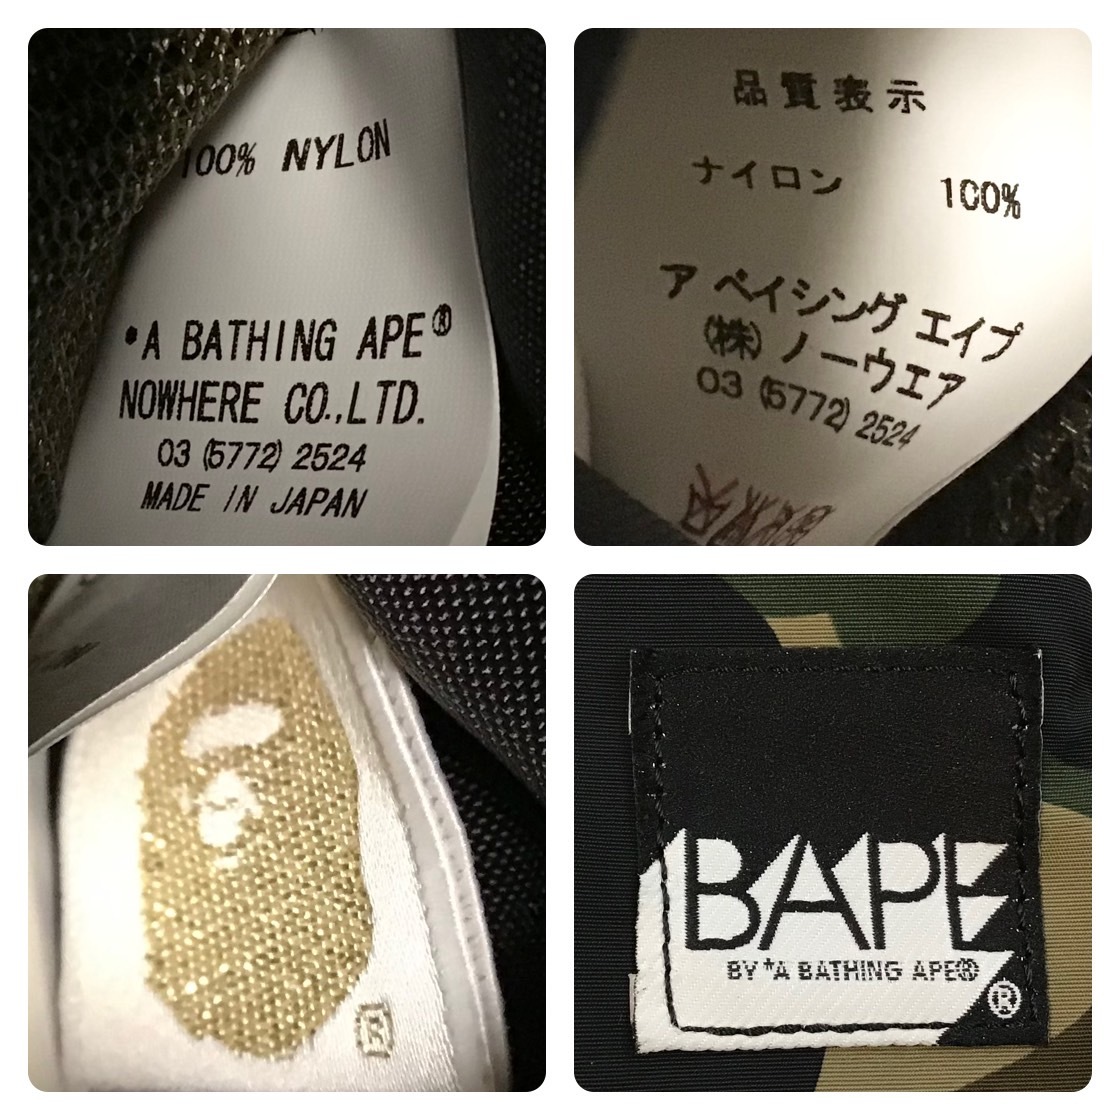 100% NYLON
*A BATHING APE®
NOWHERE CO.,LTD.
03 (5772) 2524
MADE IN JAPAN
品質表示
ナイロン 100%
ア ベイシング エイプ
(株) ノーウエア
03 (5772) 2524
®
BAPE
BY *A BATHING APE®
®